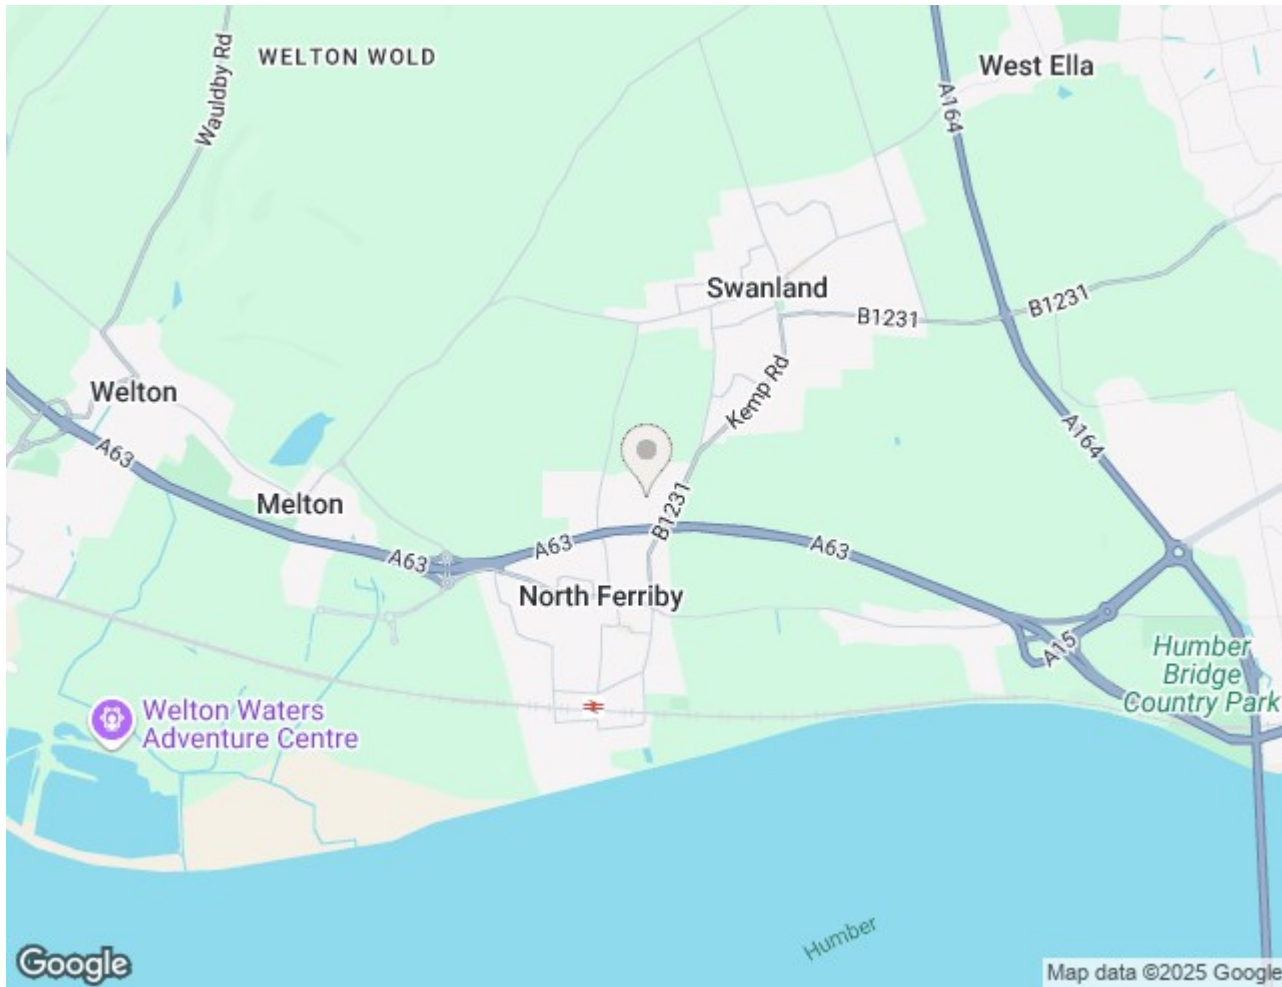 WELTON WOLD
Wauldby Rd
West Ella
A164
Swanland
B1231
B1231
Kemp Rd
Welton
A63
Melton
A164
B1231
A63
A63
A63
North Ferriby
A15
Humber
Bridge
Country Park
Welton Waters
Adventure Centre
Humber
Google
Map data ©2025 Google